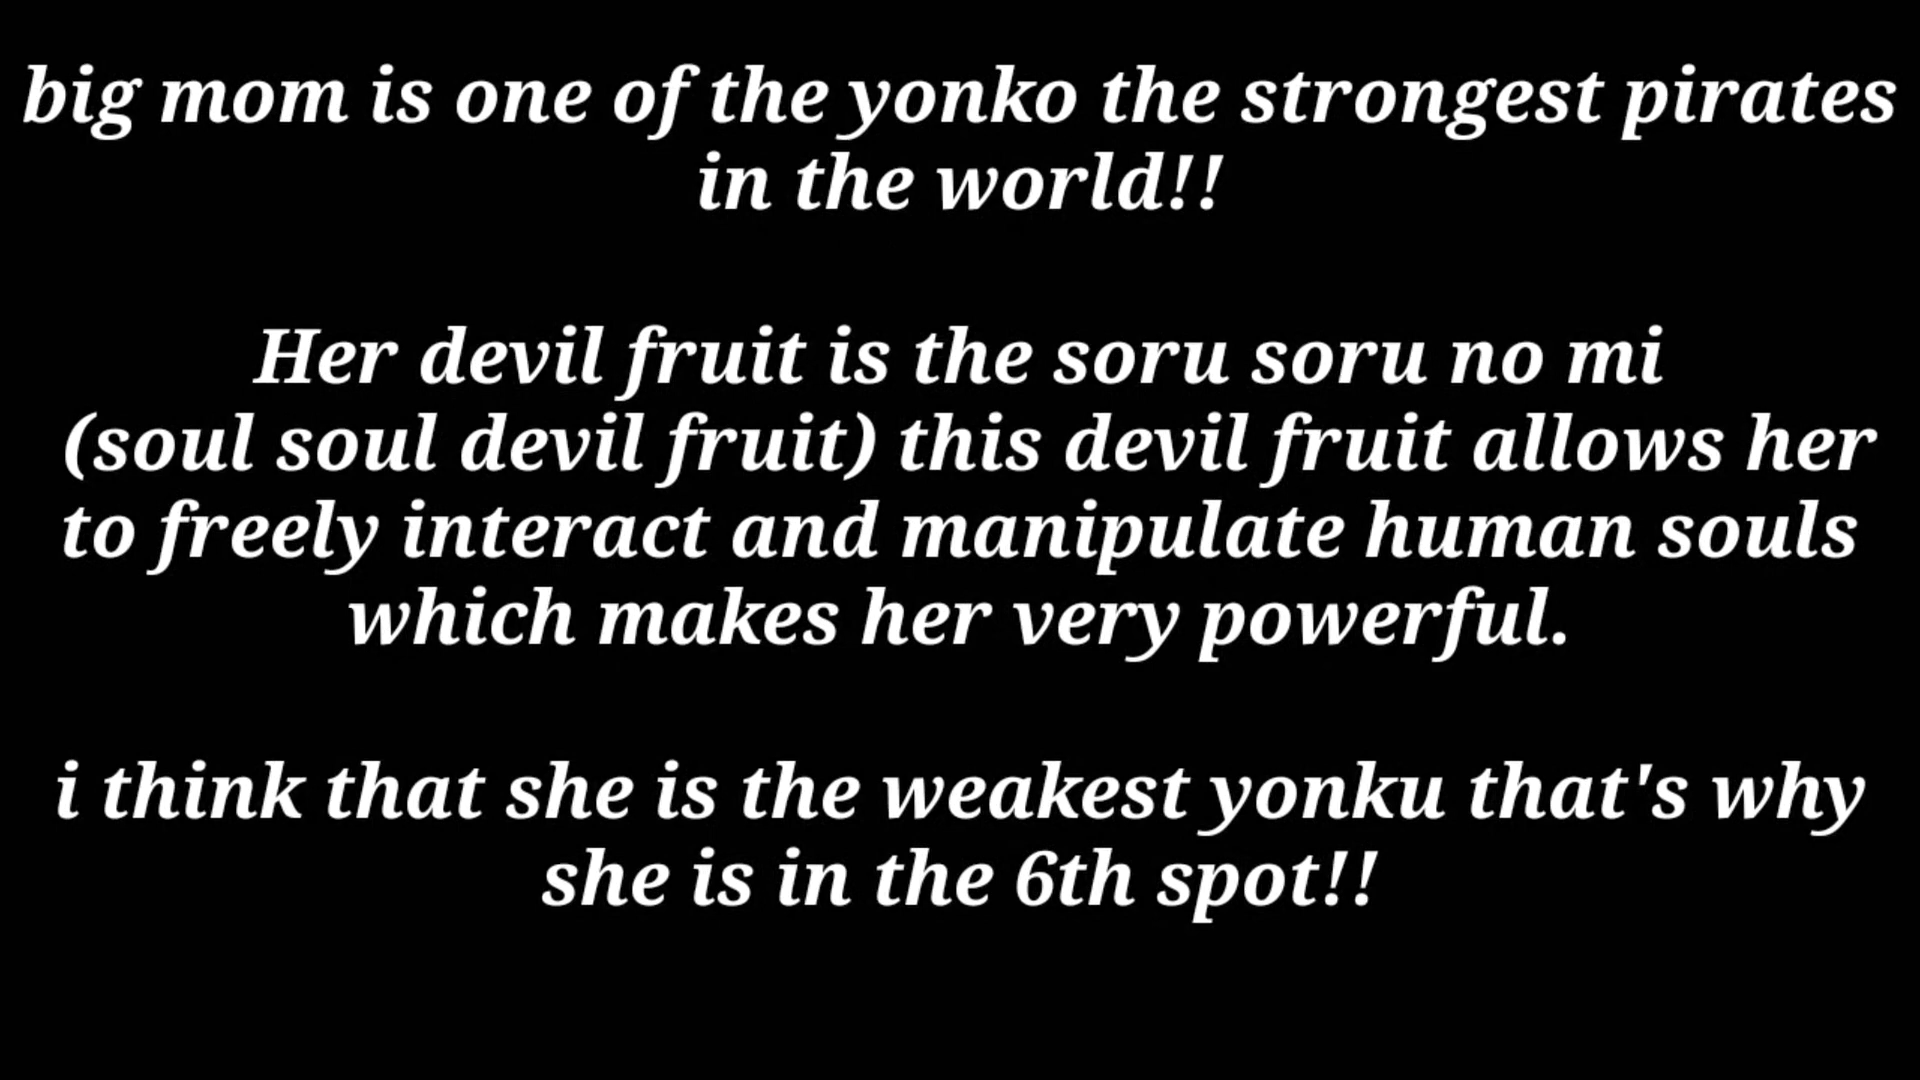 big mom is one of the yonko the strongest pirates
in the world!!
Her devil fruit is the soru soru no mi
(soul soul devil fruit) this devil fruit allows her
to freely interact and manipulate human souls
which makes her very powerful.
i think that she is the weakest yonku that's why
she is in the 6th spot!!